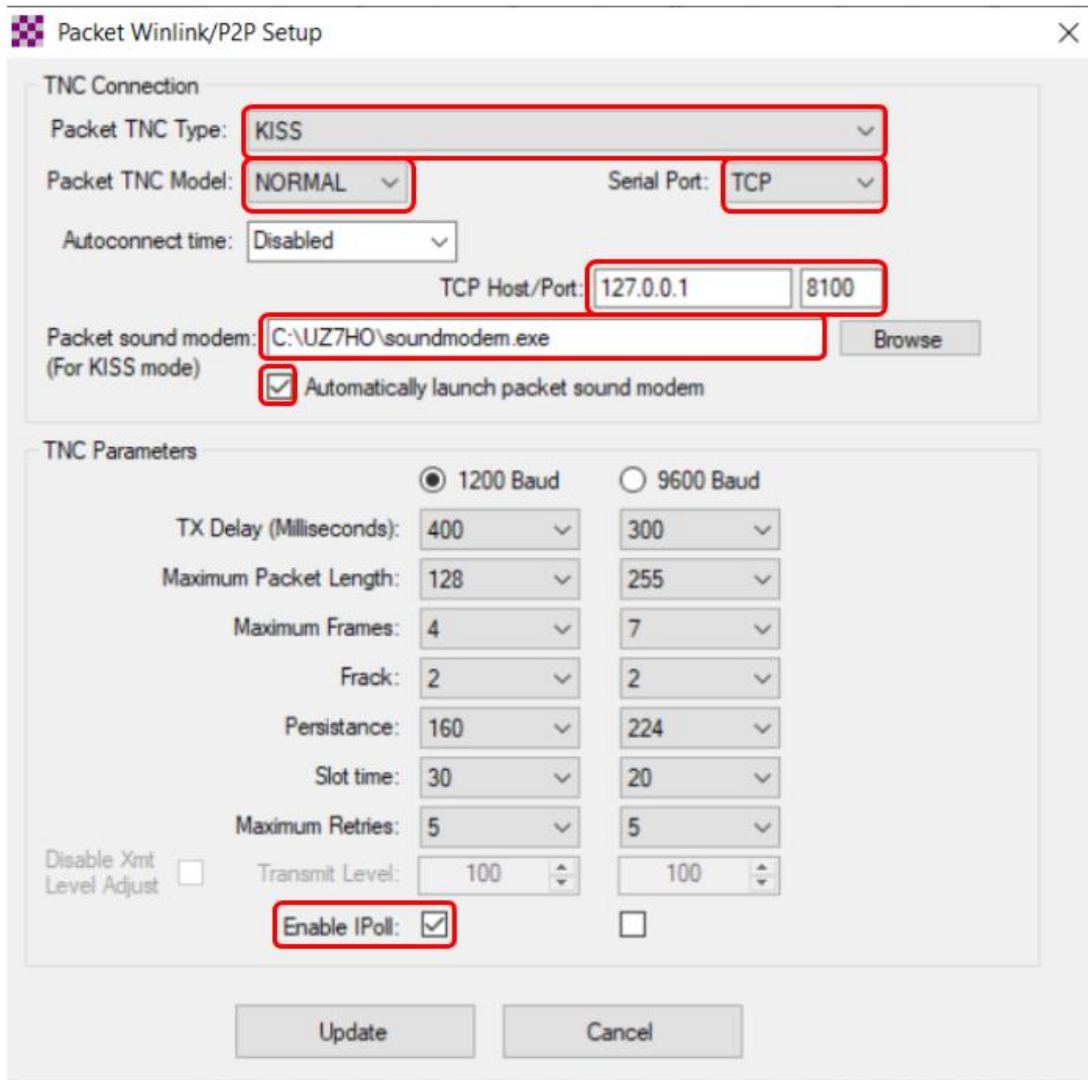 Packet Winlink/P2P Setup
TNC Connection
Packet TNC Type: KISS
Packet TNC Model: NORMAL Serial Port: TCP
Autoconnect time: Disabled
TCP Host/Port: 127.0.0.1 8100
Packet sound modem: C:\UZ7HO\soundmodem.exe Browse
(For KISS mode)
Automatically launch packet sound modem
TNC Parameters
1200 Baud 9600 Baud
TX Delay (Milliseconds): 400 300
Maximum Packet Length: 128 255
Maximum Frames: 4 7
Frack: 2 2
Persistance: 160 224
Slot time: 30 20
Maximum Retries: 5 5
Disable Xmt
Level Adjust Transmit Level: 100 100
Enable IPoll:
Update Cancel